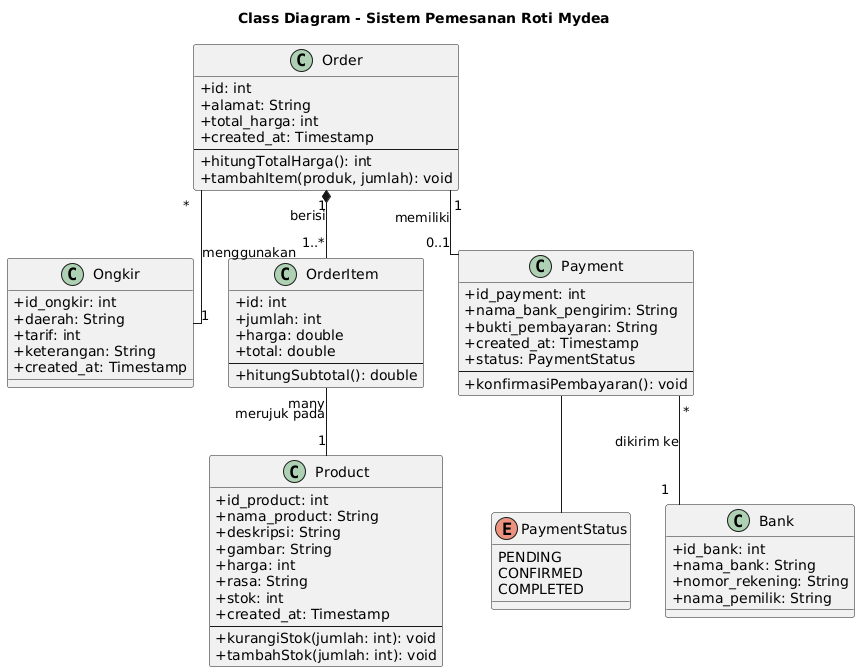 Class Diagram - Sistem Pemesanan Roti Mydea
C Order
+id: int
+alamat: String
+total_harga: int
+created_at: Timestamp
+hitungTotalHarga(): int
+tambahItem(produk, jumlah): void
*
menggunakan
1
1
berisi
1..*
1
memiliki
0..1
C Ongkir
+id_ongkir: int
+daerah: String
+tarif: int
+keterangan: String
+created_at: Timestamp
C OrderItem
+id: int
+jumlah: int
+harga: double
+total: double
+hitungSubtotal(): double
C Payment
+id_payment: int
+nama_bank_pengirim: String
+bukti_pembayaran: String
+created_at: Timestamp
+status: PaymentStatus
+konfirmasiPembayaran(): void
many
merujuk pada
1
*
dikirim ke
1
C Product
+id_product: int
+nama_product: String
+deskripsi: String
+gambar: String
+harga: int
+rasa: String
+stok: int
+created_at: Timestamp
+kurangiStok(jumlah: int): void
+tambahStok(jumlah: int): void
E PaymentStatus
PENDING
CONFIRMED
COMPLETED
C Bank
+id_bank: int
+nama_bank: String
+nomor_rekening: String
+nama_pemilik: String